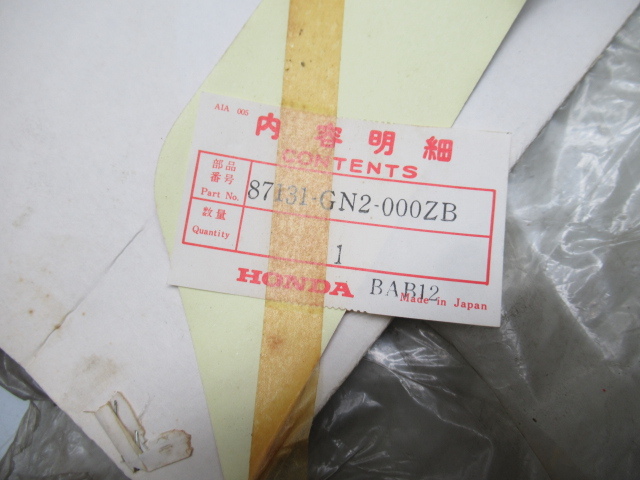 AIA 005
内容明細
CONTENTS
部品
番号
Part No.
87131-GN2-000ZB
数量
Quantity
1
HONDA BAB12
Made in Japan